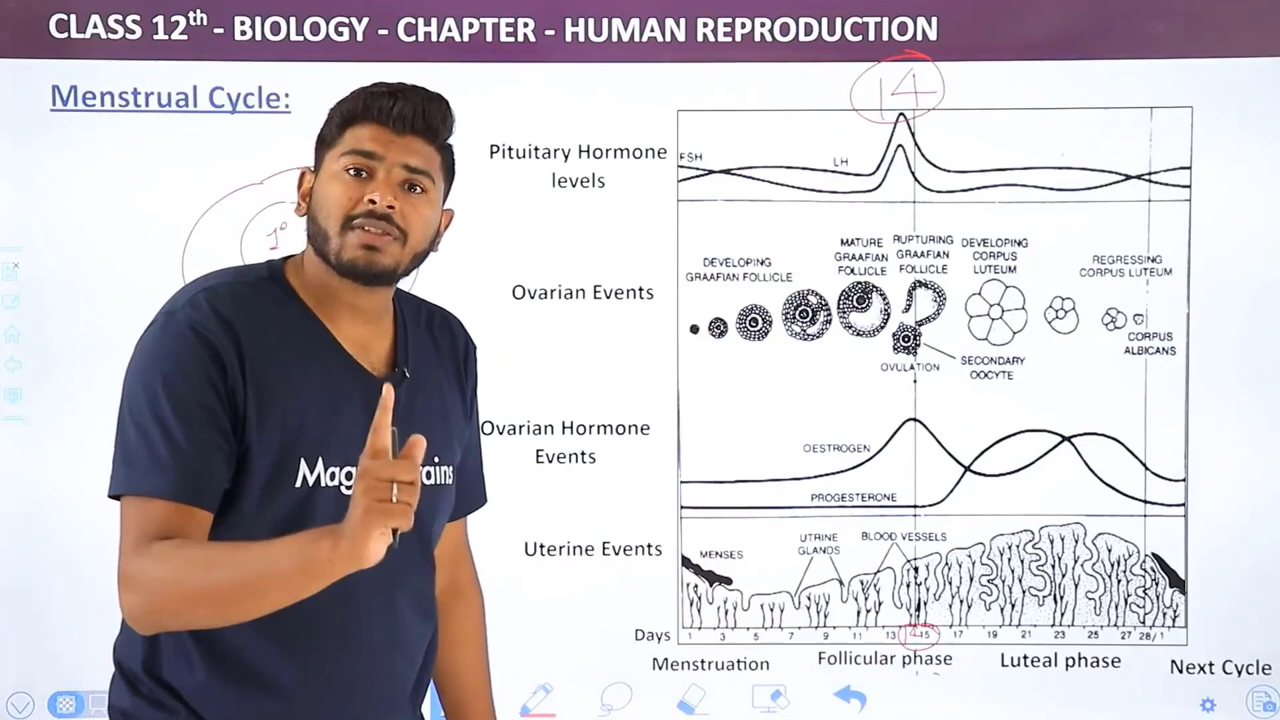 CLASS 12th - BIOLOGY - CHAPTER - HUMAN REPRODUCTION
Menstrual Cycle:
14
1°
Pituitary Hormone
levels
FSH
LH
Ovarian Events
DEVELOPING
GRAAFIAN FOLLICLE
MATURE
GRAAFIAN
FOLLICLE
RUPTURING
GRAAFIAN
FOLLICLE
DEVELOPING
CORPUS
LUTEUM
REGRESSING
CORPUS LUTEUM
CORPUS
ALBICANS
OVULATION
SECONDARY
OOCYTE
Ovarian Hormone
Events
OESTROGEN
PROGESTERONE
Uterine Events
MENSES
UTRINE
GLANDS
BLOOD VESSELS
Days 1 3 5 7 9 11 13 14 15 17 19 21 23 25 27 28/1
Menstruation Follicular phase Luteal phase Next Cycle